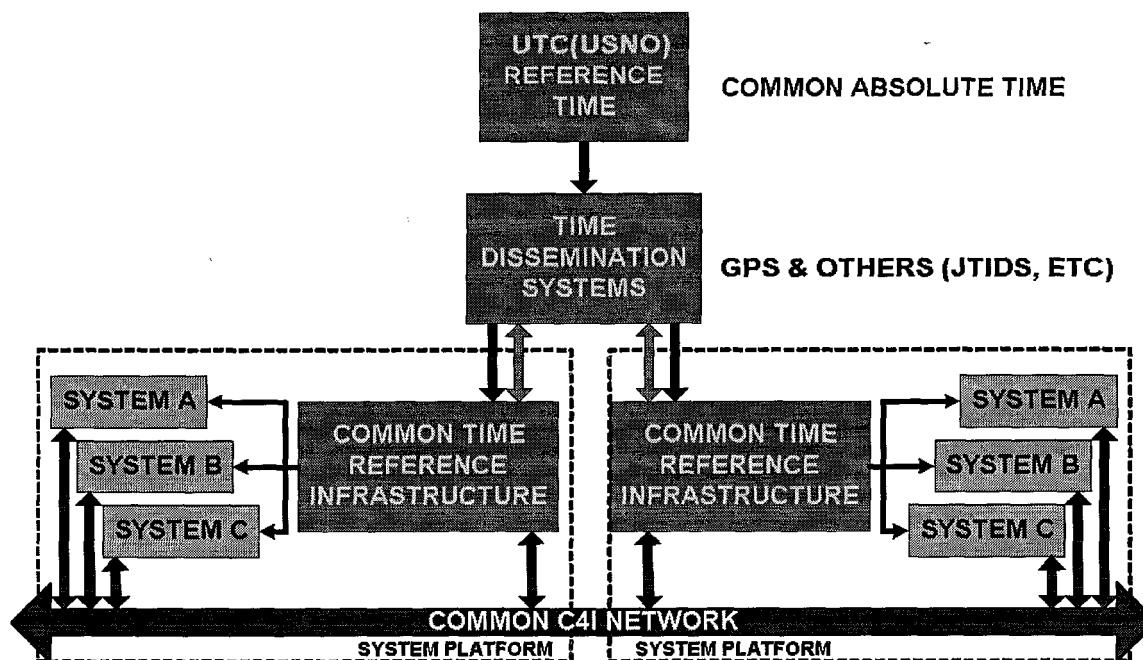 UTC(USNO)
REFERENCE
TIME
COMMON ABSOLUTE TIME
TIME
DISSEMINATION
SYSTEMS
GPS & OTHERS (JTIDS, ETC)
SYSTEM A
SYSTEM B
SYSTEM C
COMMON TIME
REFERENCE
INFRASTRUCTURE
COMMON TIME
REFERENCE
INFRASTRUCTURE
SYSTEM A
SYSTEM B
SYSTEM C
COMMON C4I NETWORK
SYSTEM PLATFORM
SYSTEM PLATFORM